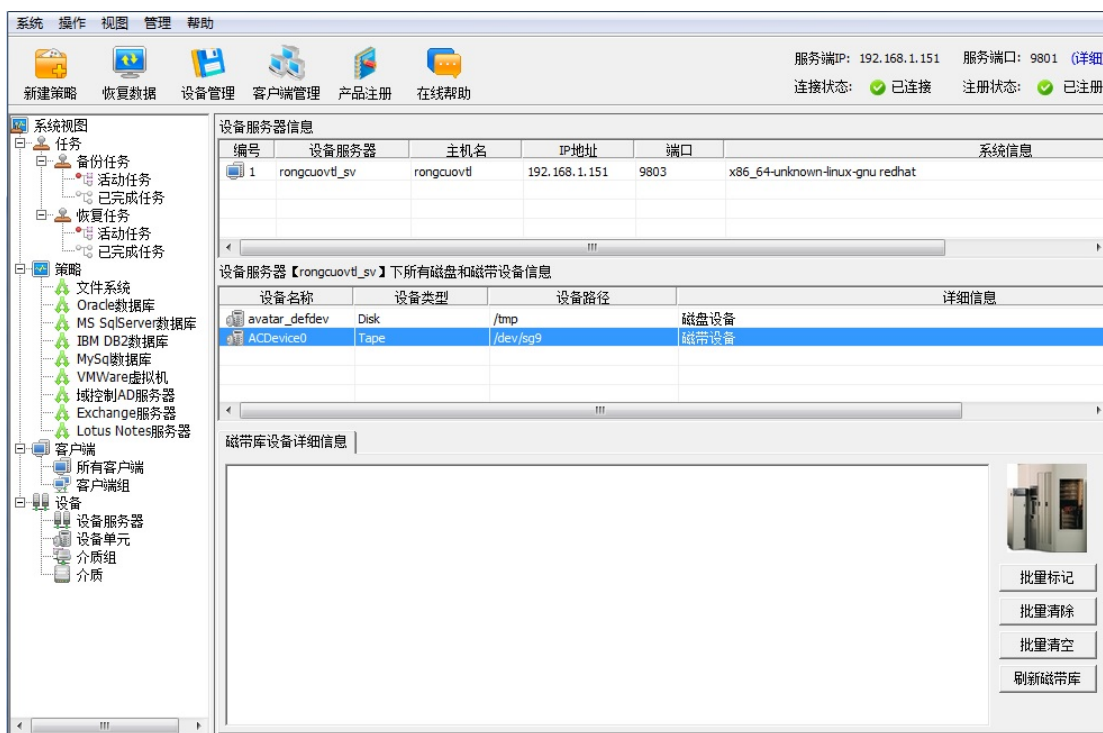 系统 操作 视图 管理 帮助
新建策略 恢复数据 设备管理 客户端管理 产品注册 在线帮助
服务端IP: 192.168.1.151 服务端口: 9801 (详细
连接状态: 已连接 注册状态: 已注册
系统视图
任务
备份任务
活动任务
已完成任务
恢复任务
活动任务
已完成任务
策略
文件系统
Oracle数据库
MS SqlServer数据库
IBM DB2数据库
MySql数据库
VMWare虚拟机
域控制AD服务器
Exchange服务器
Lotus Notes服务器
客户端
所有客户端
客户端组
设备
设备服务器
设备单元
介质组
介质
设备服务器信息
编号 设备服务器 主机名 IP地址 端口 系统信息
1 rongcuovtl_sv rongcuovtl 192.168.1.151 9803 x86_64-unknown-linux-gnu redhat
设备服务器【rongcuovtl_sv】下所有磁盘和磁带设备信息
设备名称 设备类型 设备路径 详细信息
avatar_defdev Disk /tmp 磁盘设备
ACDevice0 Tape /dev/sg9 磁带设备
磁带库设备详细信息
批量标记
批量清除
批量清空
刷新磁带库